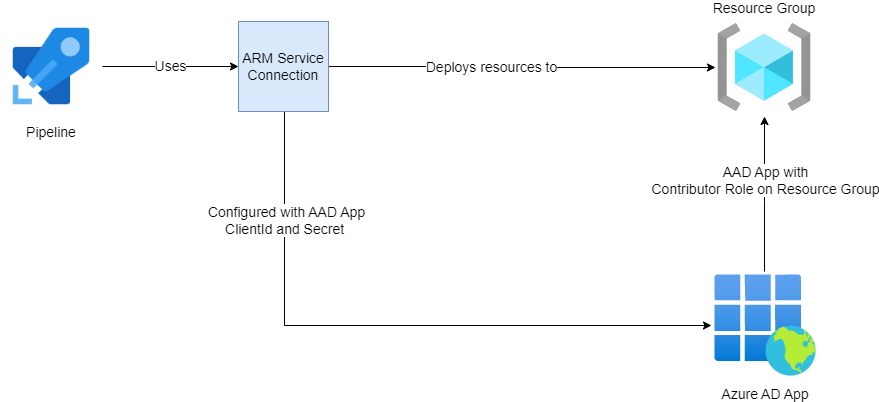 Resource Group
ARM Service
Connection
Uses
Deploys resources to
Pipeline
AAD App with
Contributor Role on Resource Group
Configured with AAD App
ClientId and Secret
Azure AD App